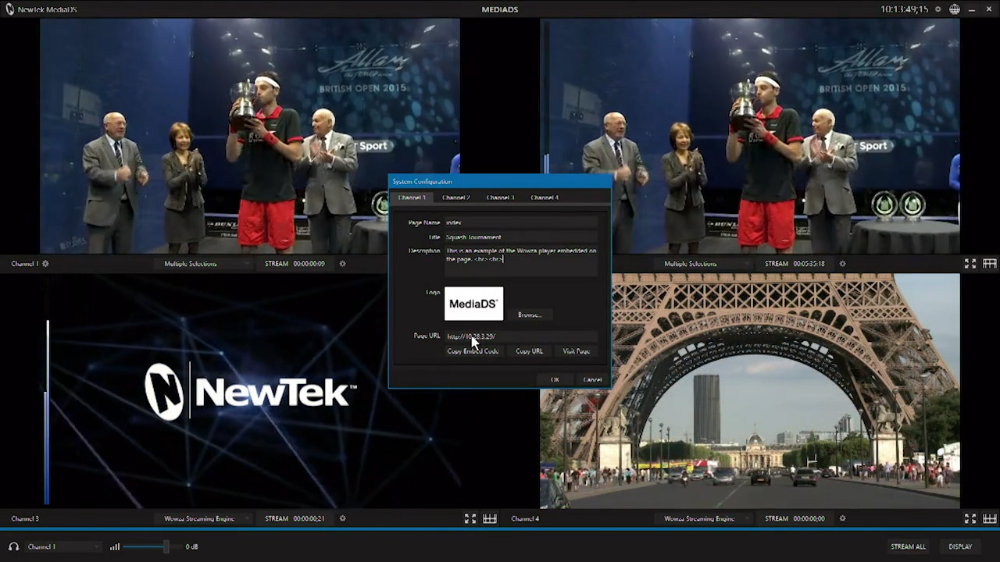 NewTek MediaDS
MEDIADS
10:13:49;15
Allam
BRITISH OPEN 2015
Sport
Allam
BRITISH OPEN 2015
Sport
System Configuration
Channel 1
Channel 2
Channel 3
Channel 4
Page Name
index
Title
Squash Tournament
Description
This is an example of the Wowza player embedded on
the page. <br><br>
Logo
MediaDS™
Browse...
Page URL
http://10.28.3.29/
Copy Embed Code
Copy URL
Visit Page
OK
Cancel
Channel 1
Multiple Selections
STREAM
00:00:00;09
Multiple Selections
STREAM
00:05:35;18
NewTek™
Channel 3
Wowza Streaming Engine
STREAM
00:00:00;21
Channel 4
Wowza Streaming Engine
STREAM
00:00:00;00
Channel 1
0 dB
STREAM ALL
DISPLAY